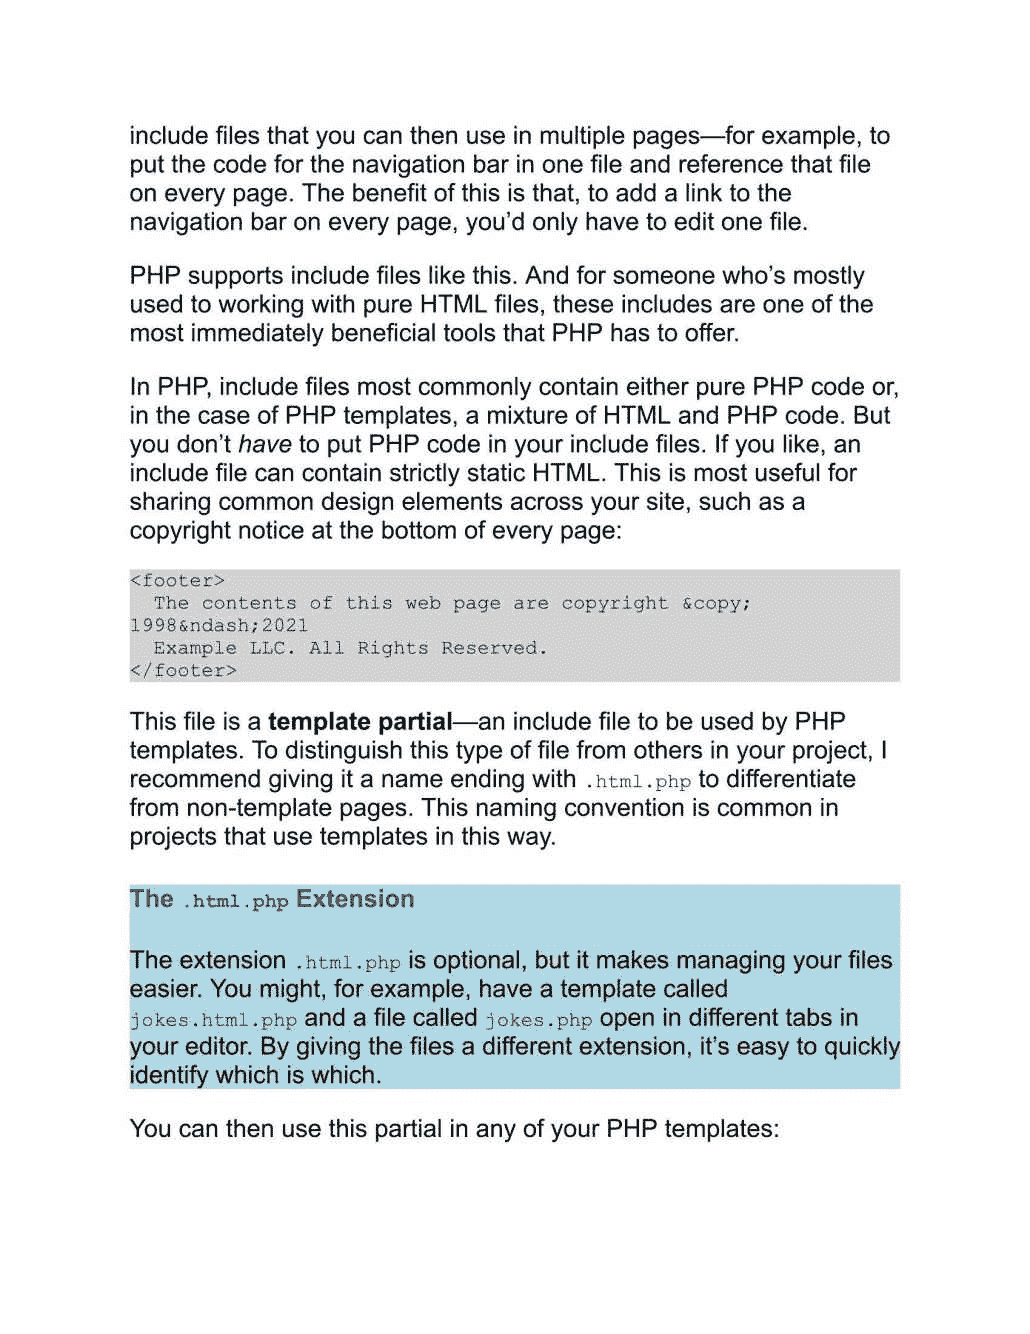 include files that you can then use in multiple pages—for example, to
put the code for the navigation bar in one file and reference that file
on every page. The benefit of this is that, to add a link to the
navigation bar on every page, you’d only have to edit one file.
PHP supports include files like this. And for someone who’s mostly
used to working with pure HTML files, these includes are one of the
most immediately beneficial tools that PHP has to offer.
In PHP, include files most commonly contain either pure PHP code or,
in the case of PHP templates, a mixture of HTML and PHP code. But
you don’t have to put PHP code in your include files. If you like, an
include file can contain strictly static HTML. This is most useful for
sharing common design elements across your site, such as a
copyright notice at the bottom of every page:
<footer>
  The contents of this web page are copyright &copy;
1998&ndash;2021
  Example LLC. All Rights Reserved.
</footer>
This file is a template partial—an include file to be used by PHP
templates. To distinguish this type of file from others in your project, I
recommend giving it a name ending with .html.php to differentiate
from non-template pages. This naming convention is common in
projects that use templates in this way.
The .html.php Extension
The extension .html.php is optional, but it makes managing your files
easier. You might, for example, have a template called
jokes.html.php and a file called jokes.php open in different tabs in
your editor. By giving the files a different extension, it’s easy to quickly
identify which is which.
You can then use this partial in any of your PHP templates: